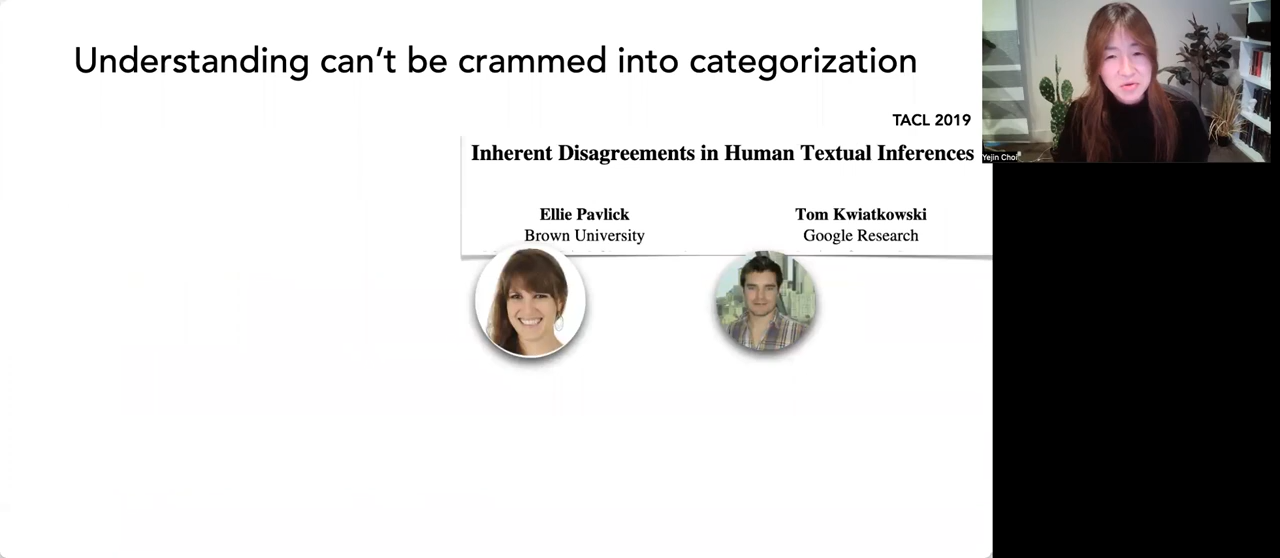 Understanding can't be crammed into categorization
TACL 2019
Inherent Disagreements in Human Textual Inferences
Ellie Pavlick
Tom Kwiatkowski
Brown University
Google Research
Yejin Choi